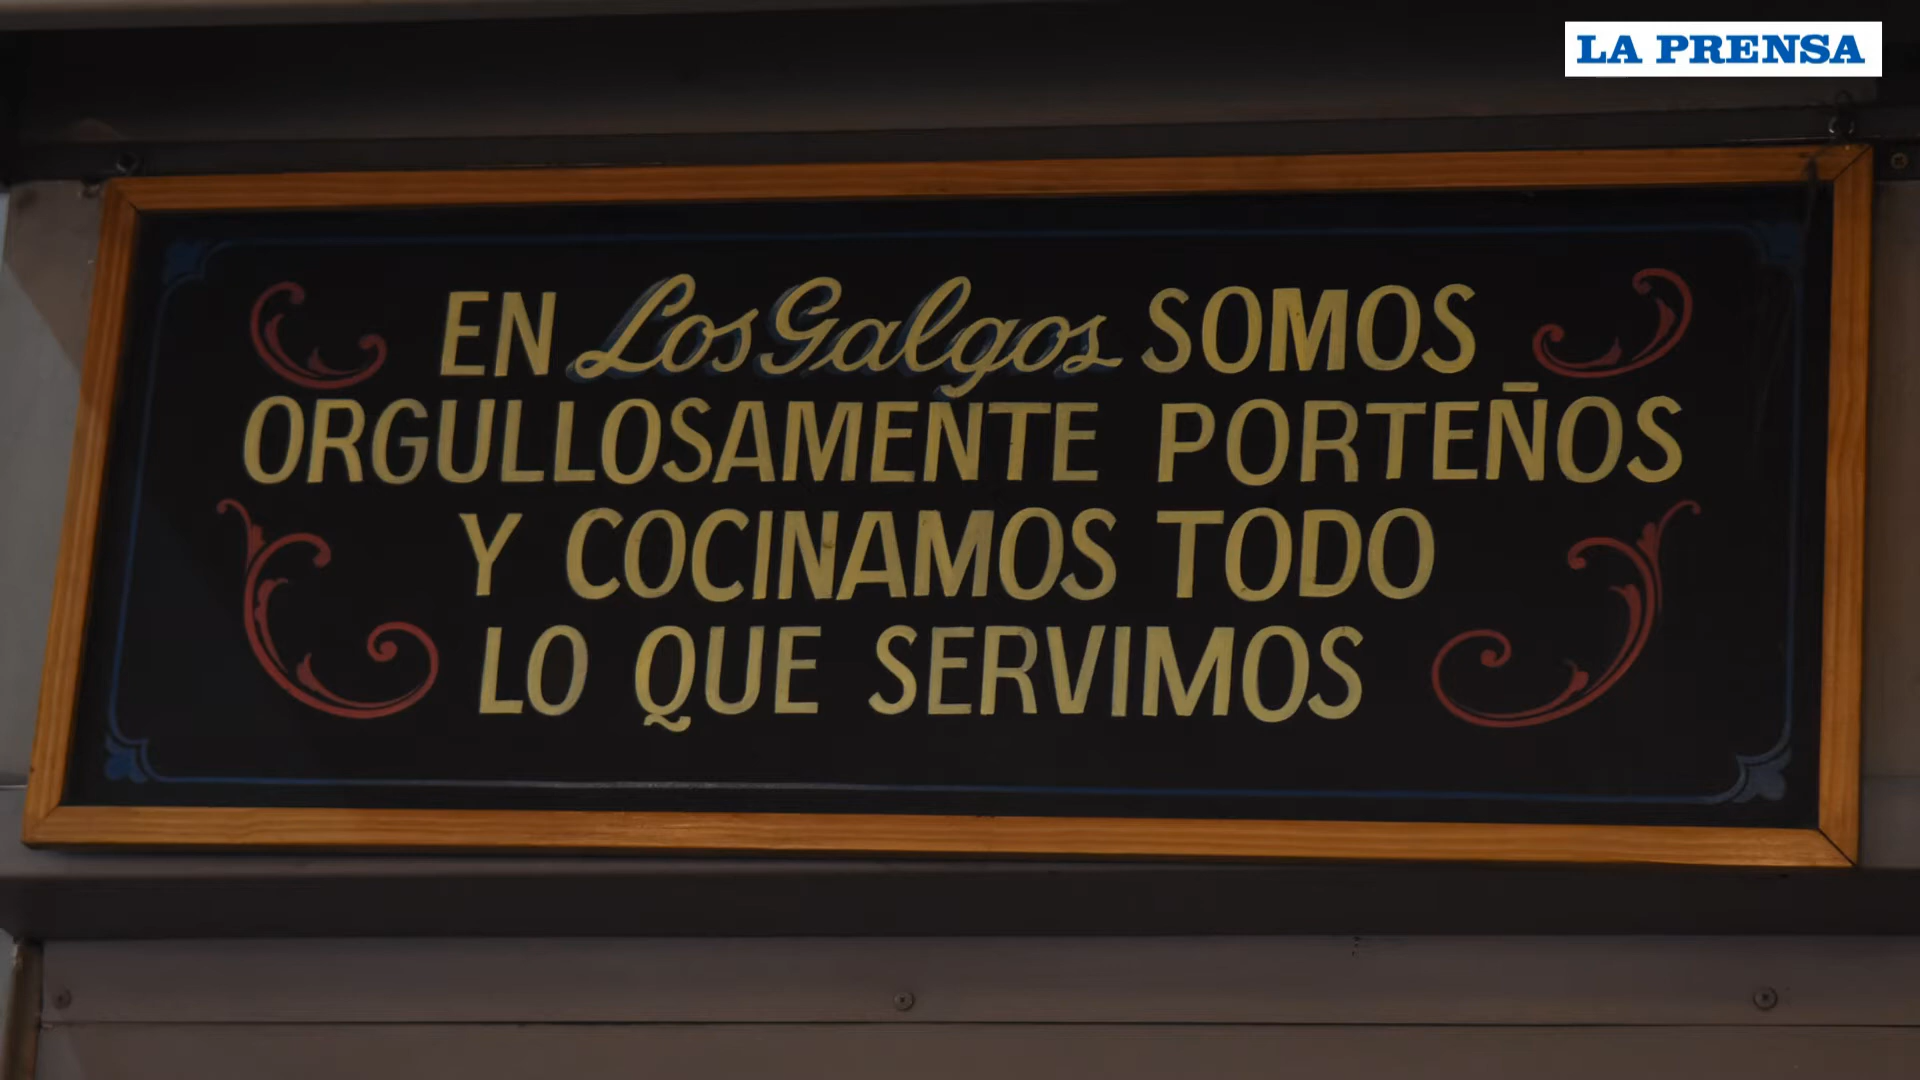 LA PRENSA
EN Los Galgos SOMOS
ORGULLOSAMENTE PORTEÑOS
Y COCINAMOS TODO
LO QUE SERVIMOS